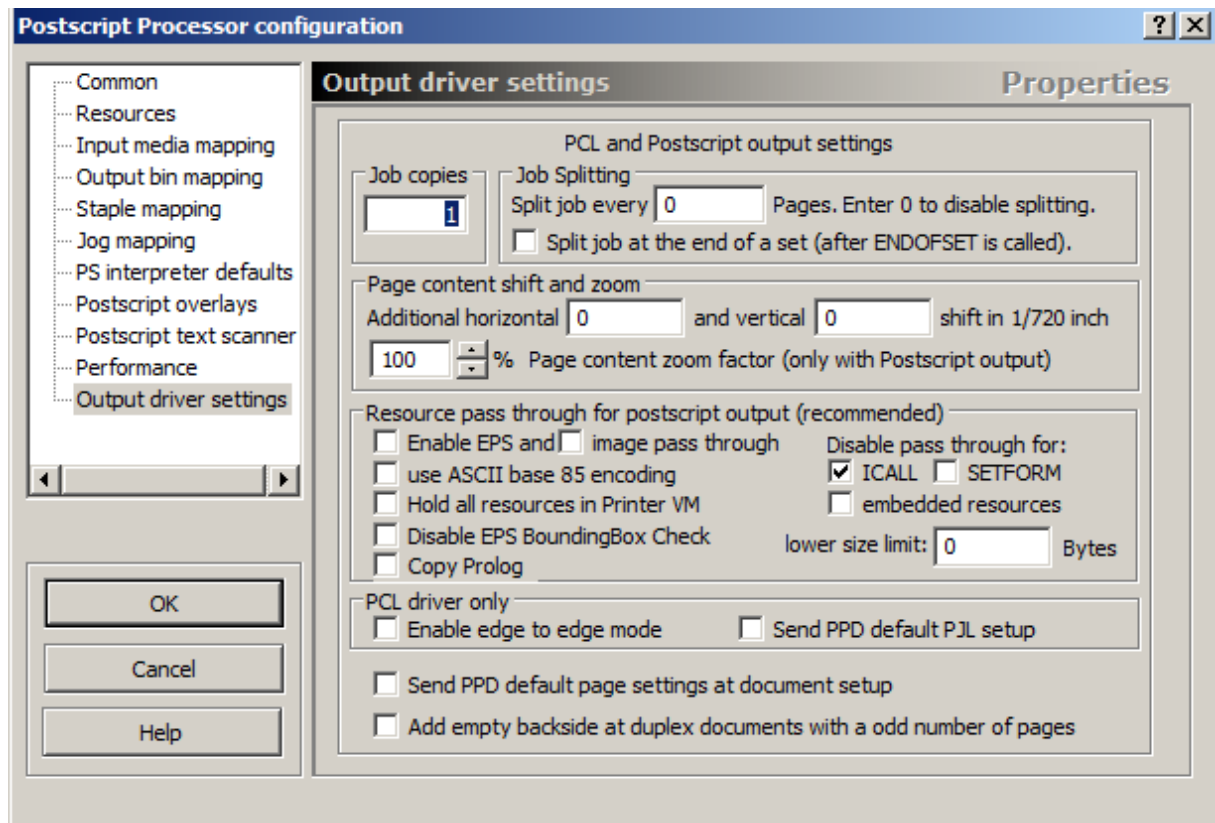 Postscript Processor configuration
Common
Resources
Input media mapping
Output bin mapping
Staple mapping
Jog mapping
PS interpreter defaults
Postscript overlays
Postscript text scanner
Performance
Output driver settings
OK
Cancel
Help
Output driver settings Properties
PCL and Postscript output settings
Job copies
1
Job Splitting
Split job every 0 Pages. Enter 0 to disable splitting.
Split job at the end of a set (after ENDOFSET is called).
Page content shift and zoom
Additional horizontal 0 and vertical 0 shift in 1/720 inch
100 % Page content zoom factor (only with Postscript output)
Resource pass through for postscript output (recommended)
Enable EPS and image pass through
use ASCII base 85 encoding
Hold all resources in Printer VM
Disable EPS BoundingBox Check
Copy Prolog
Disable pass through for:
ICALL SETFORM
embedded resources
lower size limit: 0 Bytes
PCL driver only
Enable edge to edge mode Send PPD default PJL setup
Send PPD default page settings at document setup
Add empty backside at duplex documents with a odd number of pages